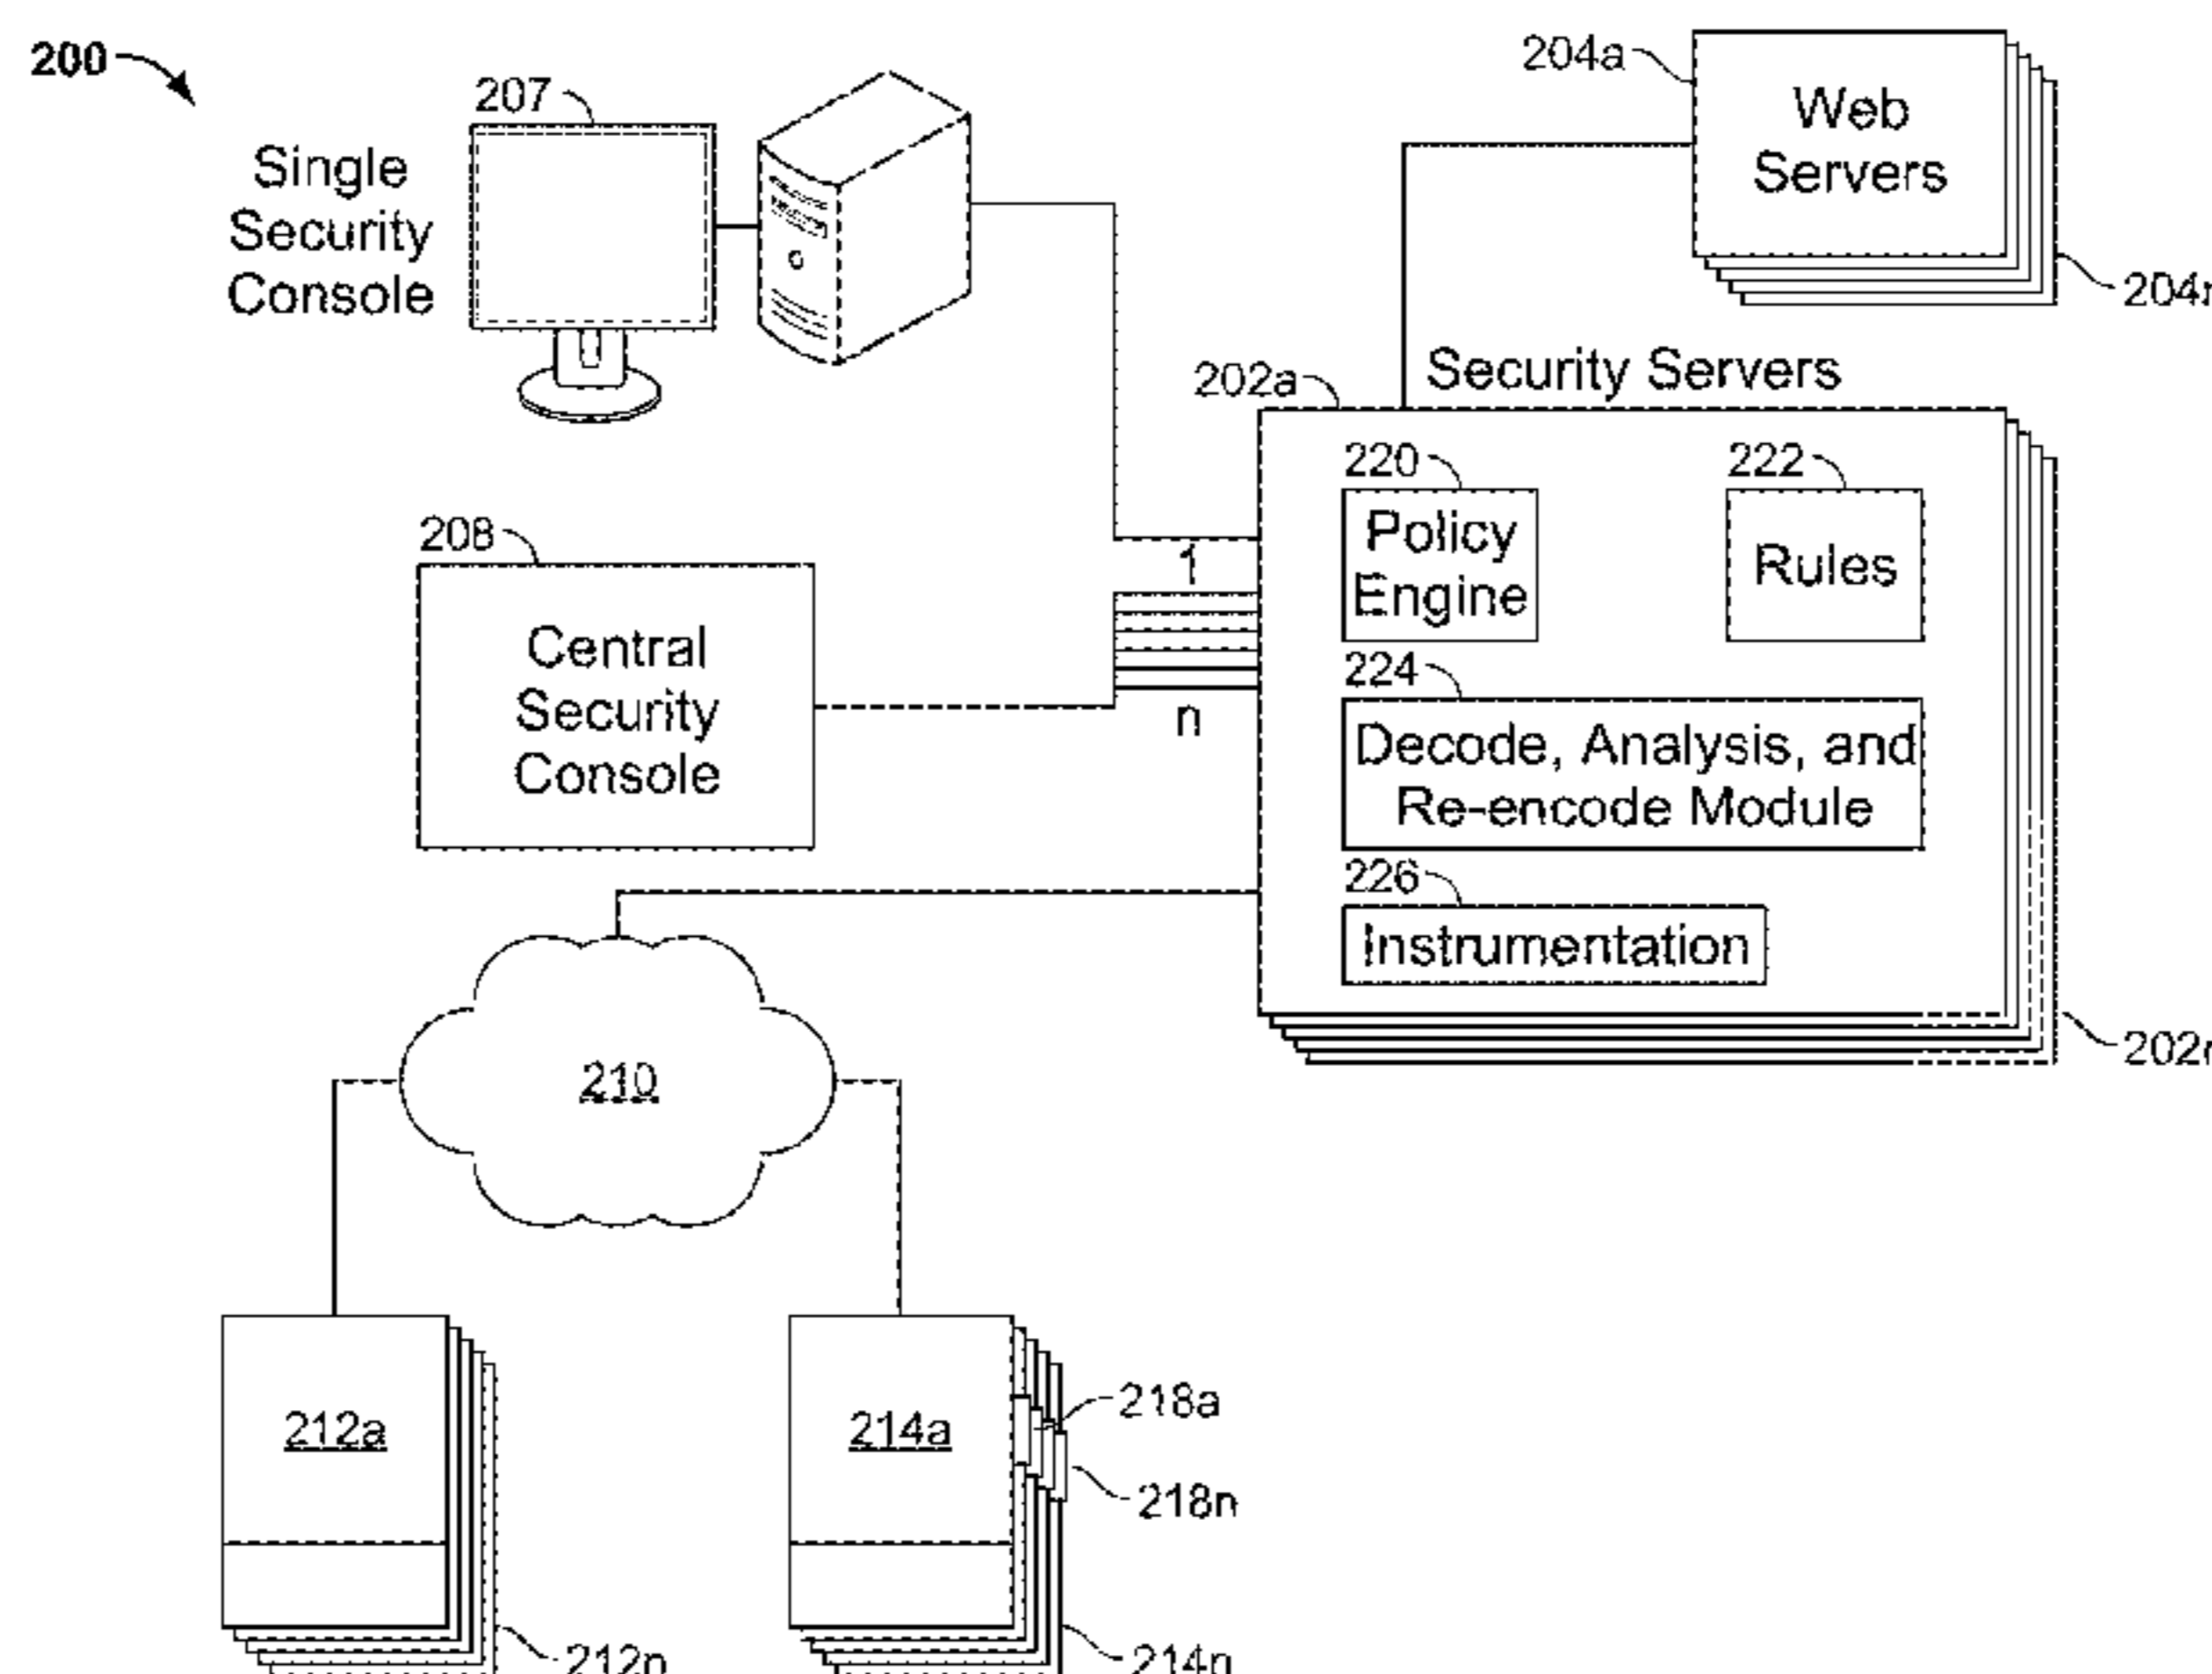 200
207
Single
Security
Console
204a
Web
Servers
204n
202a
Security Servers
220
Policy
Engine
222
Rules
208
Central
Security
Console
1
n
224
Decode, Analysis, and
Re-encode Module
226
Instrumentation
202n
210
212a
214a
218a
218n
212n
214n